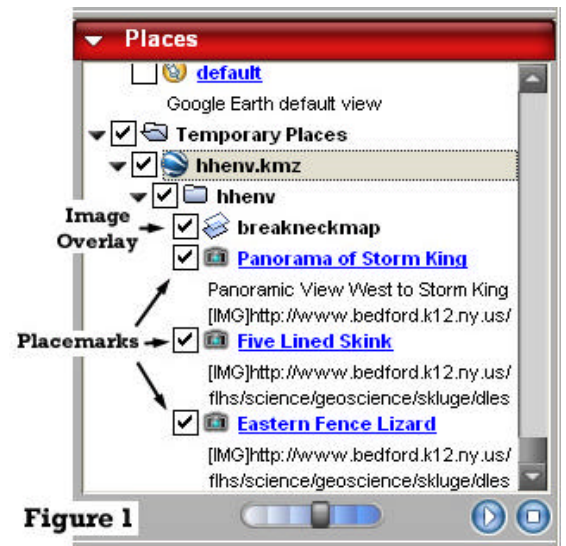 Places
default
Google Earth default view
Temporary Places
hhenv.kmz
hhenv
Image
Overlay
breakneckmap
Panorama of Storm King
Panoramic View West to Storm King
[IMG]http://www.bedford.k12.ny.us/
Placemarks
Five Lined Skink
[IMG]http://www.bedford.k12.ny.us/
flhs/science/geoscience/skluge/dles
Eastern Fence Lizard
[IMG]http://www.bedford.k12.ny.us/
flhs/science/geoscience/skluge/dles
Figure 1